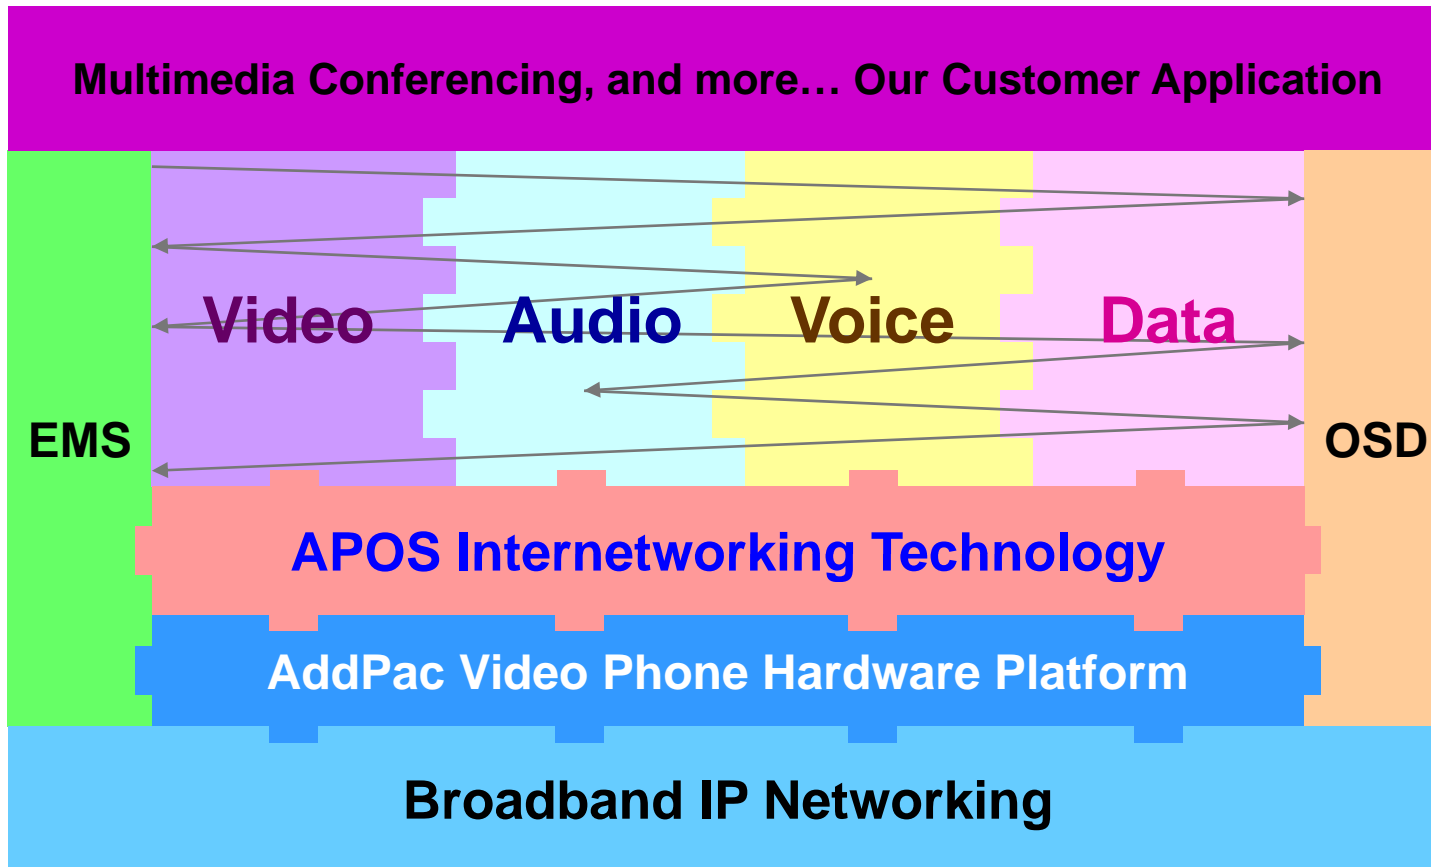 Multimedia Conferencing, and more… Our Customer Application
Video
Audio
Voice
Data
EMS
OSD
APOS Internetworking Technology
AddPac Video Phone Hardware Platform
Broadband IP Networking